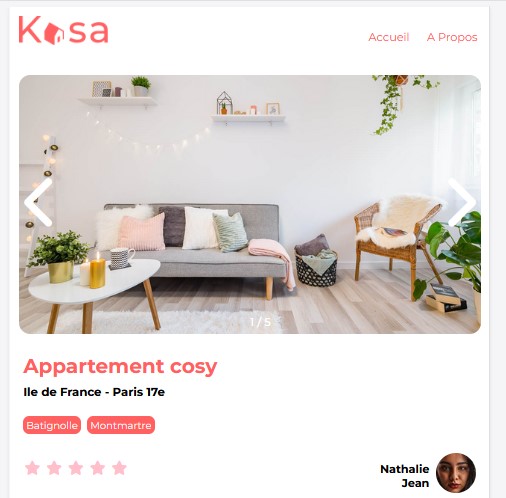 Kasa
Accueil A Propos
1 / 5
Appartement cosy
Ile de France - Paris 17e
Batignolle Montmartre
Nathalie
Jean